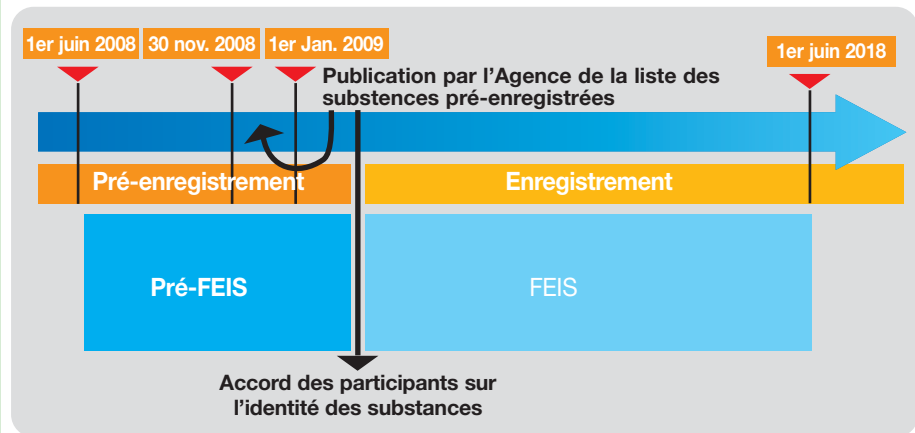 1er juin 2008
30 nov. 2008
1er Jan. 2009
1er juin 2018
Publication par l’Agence de la liste des
substences pré-enregistrées
Pré-enregistrement
Enregistrement
Pré-FEIS
FEIS
Accord des participants sur
l’identité des substances